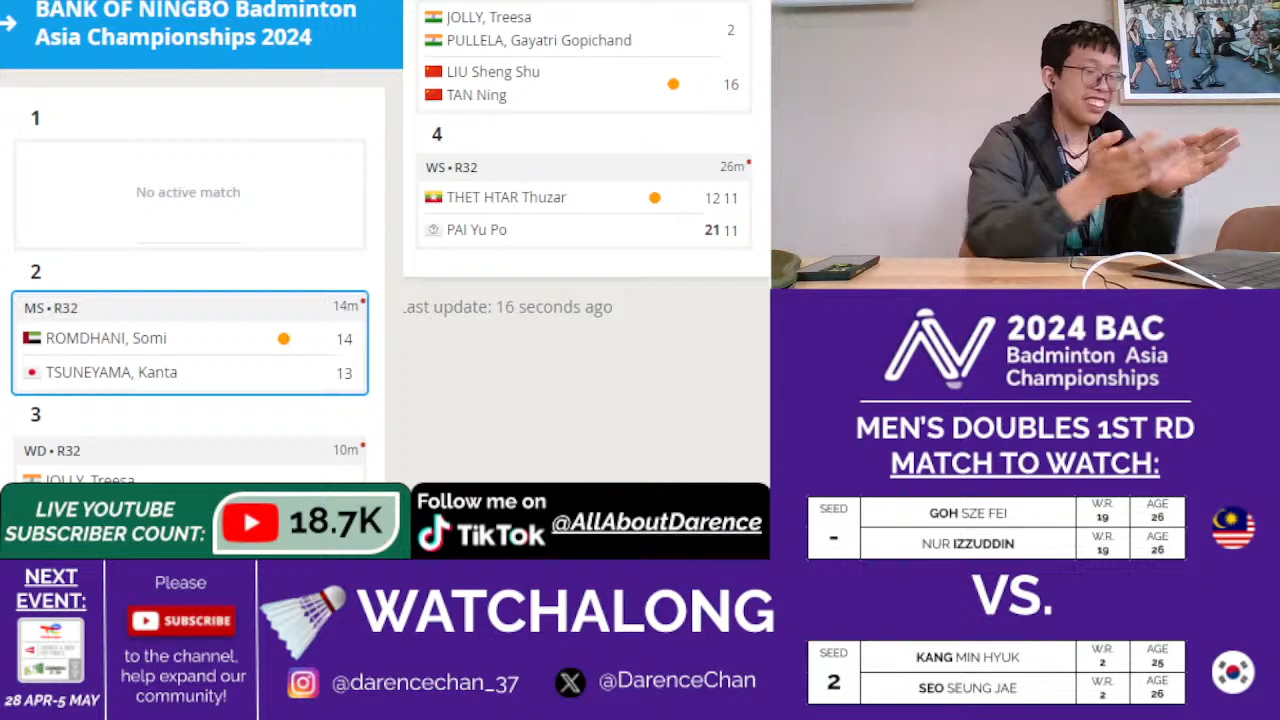 BANK OF NINGBO Badminton
Asia Championships 2024
1
No active match
2
MS • R32 14m
ROMDHANI, Somi 14
TSUNEYAMA, Kanta 13
3
WD • R32 10m
JOLLY, Treesa
JOLLY, Treesa
PULLELA, Gayatri Gopichand 2
LIU Sheng Shu
TAN Ning 16
4
WS • R32 26m
THET HTAR Thuzar 12 11
PAI Yu Po 21 11
ast update: 16 seconds ago
2024 BAC
Badminton Asia
Championships
MEN'S DOUBLES 1ST RD
MATCH TO WATCH:
SEED W.R. AGE
GOH SZE FEI 19 26
- NUR IZZUDDIN W.R. 19 AGE 26
VS.
SEED W.R. AGE
KANG MIN HYUK 2 25
2 SEO SEUNG JAE W.R. 2 AGE 26
LIVE YOUTUBE
SUBSCRIBER COUNT: 18.7K
Follow me on
TikTok @AllAboutDarence
NEXT
EVENT:
28 APR-5 MAY
Please
SUBSCRIBE
to the channel,
help expand our
community!
WATCHALONG
@darencechan_37 @DarenceChan